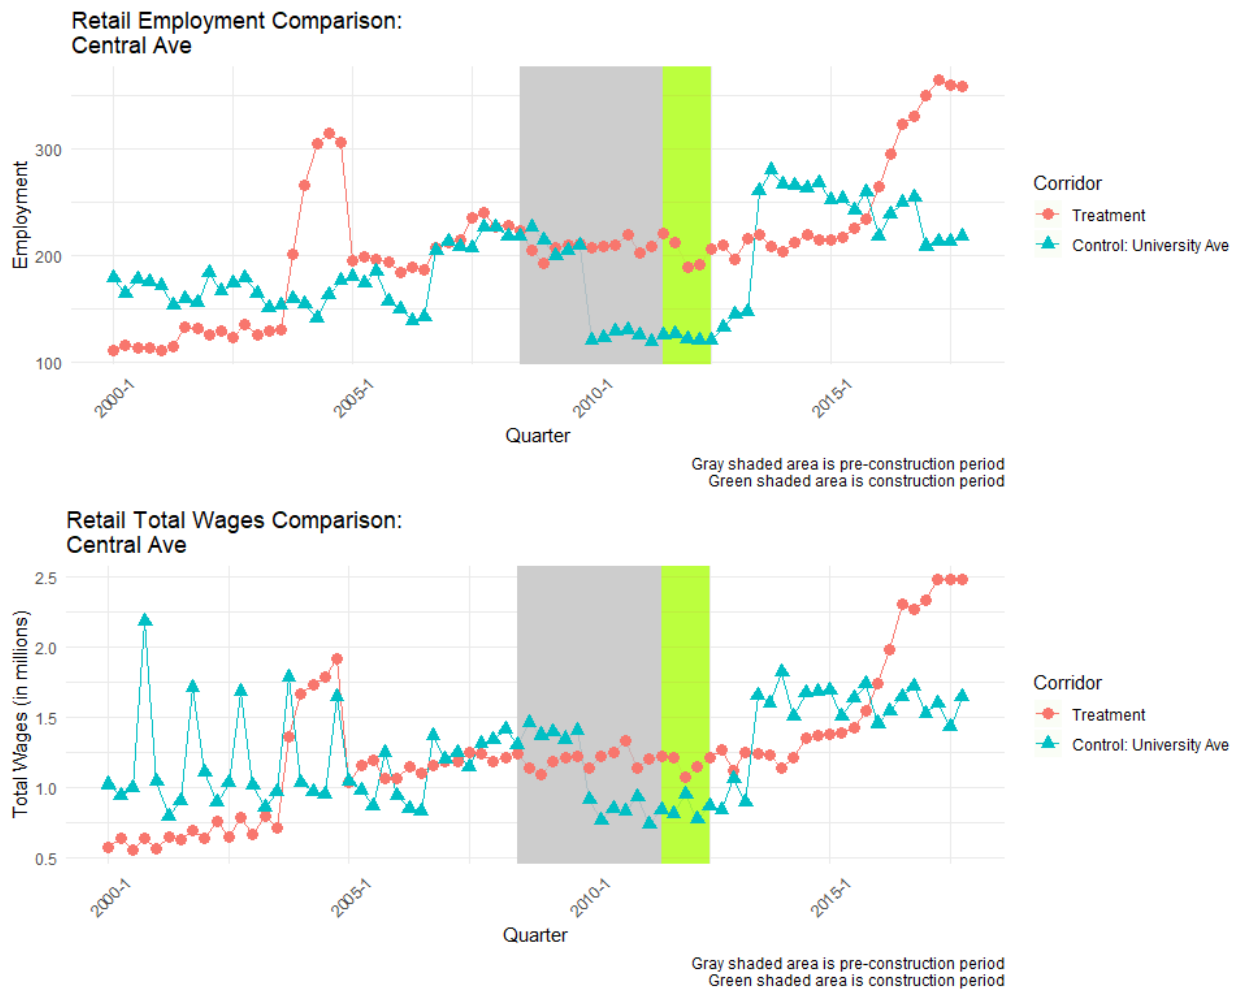 Retail Employment Comparison:
Central Ave
Employment
300
200
100
2000-1
2005-1
2010-1
2015-1
Quarter
Corridor
Treatment
Control: University Ave
Gray shaded area is pre-construction period
Green shaded area is construction period
Retail Total Wages Comparison:
Central Ave
Total Wages (in millions)
2.5
2.0
1.5
1.0
0.5
2000-1
2005-1
2010-1
2015-1
Quarter
Corridor
Treatment
Control: University Ave
Gray shaded area is pre-construction period
Green shaded area is construction period